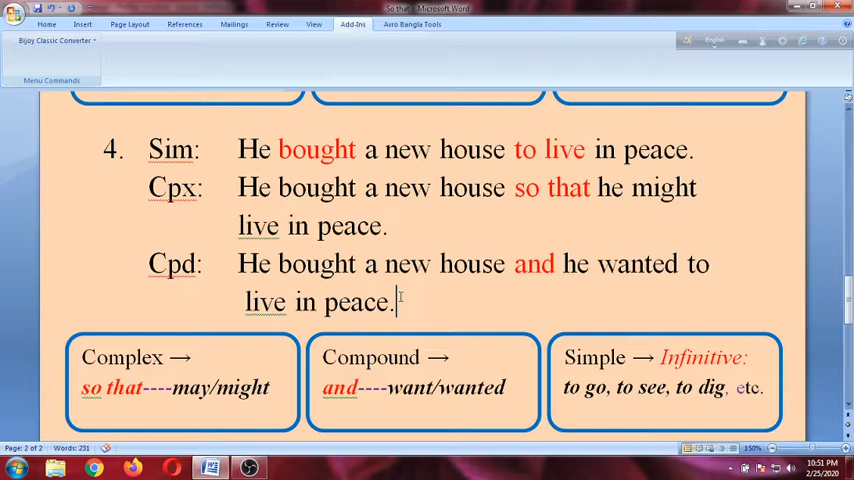 So that - Microsoft Word
Home Insert Page Layout References Mailings Review View Add-Ins Avro Bangla Tools
Bijoy Classic Converter
English
Menu Commands
4. Sim: He bought a new house to live in peace.
Cpx: He bought a new house so that he might
live in peace.
Cpd: He bought a new house and he wanted to
live in peace.
Complex → Compound → Simple → Infinitive:
so that----may/might and----want/wanted to go, to see, to dig, etc.
Page: 2 of 2 Words: 231 150%
10:51 PM
2/25/2020